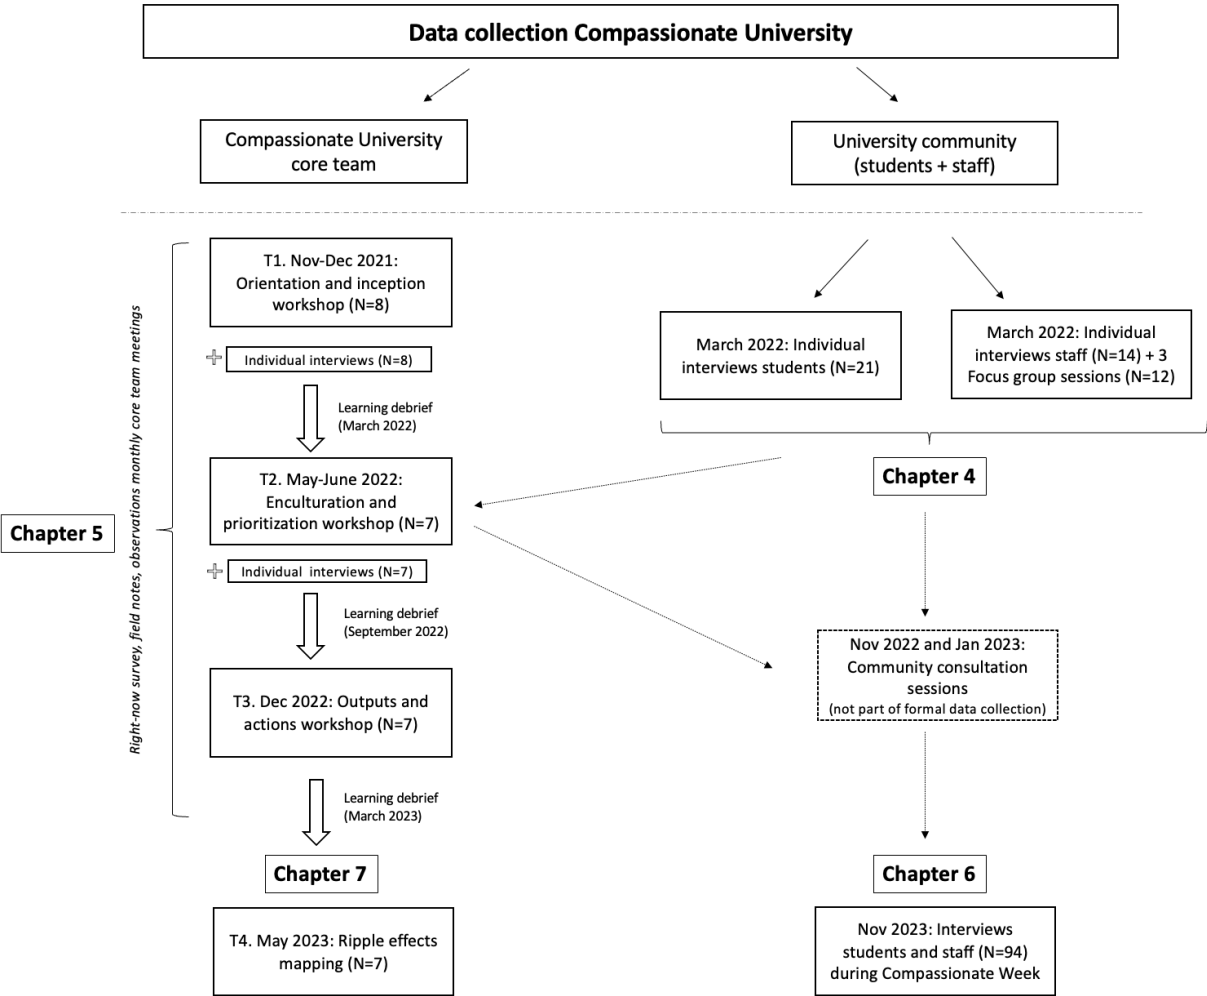 Data collection Compassionate University
Compassionate University
core team
University community
(students + staff)
Chapter 5
Right-now survey, field notes, observations monthly core team meetings
T1. Nov-Dec 2021:
Orientation and inception
workshop (N=8)
Individual interviews (N=8)
Learning debrief
(March 2022)
T2. May-June 2022:
Enculturation and
prioritization workshop (N=7)
Individual interviews (N=7)
Learning debrief
(September 2022)
T3. Dec 2022: Outputs and
actions workshop (N=7)
Learning debrief
(March 2023)
Chapter 7
T4. May 2023: Ripple effects
mapping (N=7)
March 2022: Individual
interviews students (N=21)
March 2022: Individual
interviews staff (N=14) + 3
Focus group sessions (N=12)
Chapter 4
Nov 2022 and Jan 2023:
Community consultation
sessions
(not part of formal data collection)
Chapter 6
Nov 2023: Interviews
students and staff (N=94)
during Compassionate Week